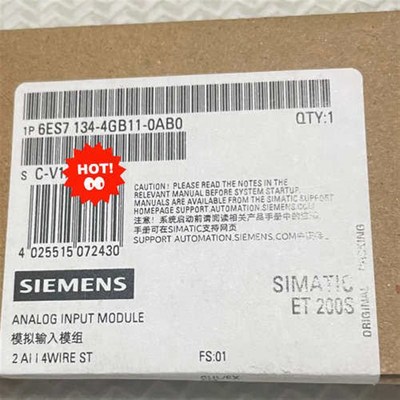 1P 6ES7 134-4GB11-0AB0
QTY:1
S C-V1
HOT!
CAUTION! PLEASE READ THE NOTES IN THE
RELEVANT MANUAL BEFORE SYSTEM STARTUP.
MANUALS ARE AVAILABLE AT THE SIMATIC SUPPORT
HOMEPAGE SUPPORT.AUTOMATION.SIEMENS.COM
注意！系统启动前请阅读相关产品手册中的
手册可在SIMATIC支持网页
SUPPORT.AUTOMATION.SIEMENS.COM
4 025515 072430
SIEMENS
SIMATIC
ET 200S
ORIGINAL PACKING
ANALOG INPUT MODULE
模拟输入模组
2 AI I 4WIRE ST
FS:01